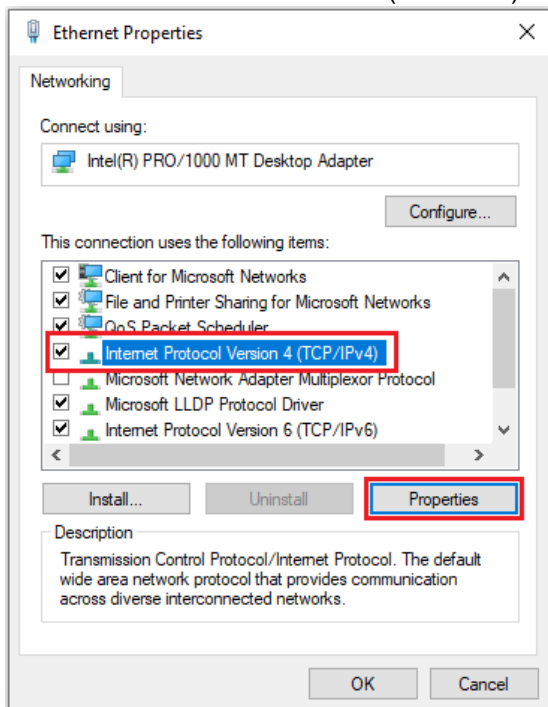 Ethernet Properties
Networking
Connect using:
Intel(R) PRO/1000 MT Desktop Adapter
Configure...
This connection uses the following items:
Client for Microsoft Networks
File and Printer Sharing for Microsoft Networks
QoS Packet Scheduler
Internet Protocol Version 4 (TCP/IPv4)
Microsoft Network Adapter Multiplexor Protocol
Microsoft LLDP Protocol Driver
Internet Protocol Version 6 (TCP/IPv6)
Install...
Uninstall
Properties
Description
Transmission Control Protocol/Internet Protocol. The default
wide area network protocol that provides communication
across diverse interconnected networks.
OK
Cancel